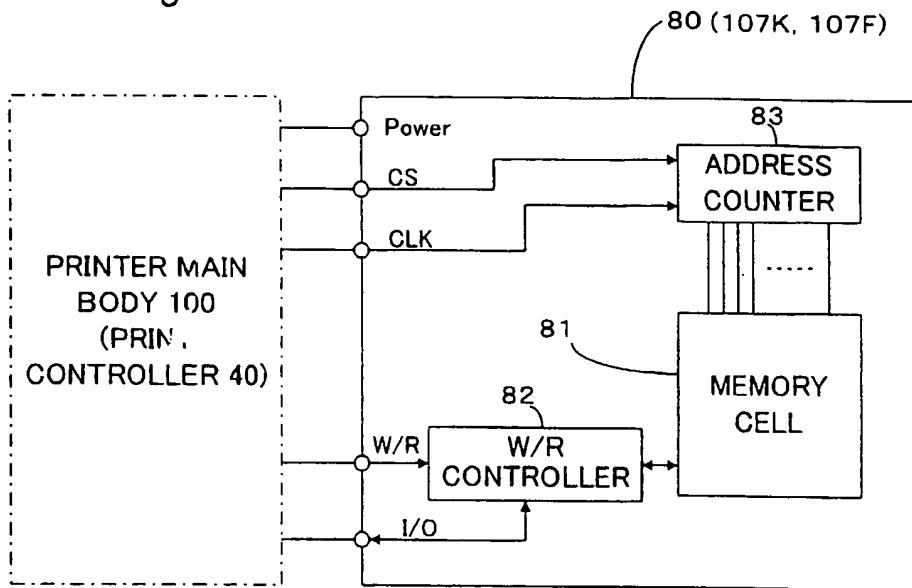 80 (107K, 107F)
Power
CS
CLK
83
ADDRESS
COUNTER
PRINTER MAIN
BODY 100
CONTROLLER 40)
81
MEMORY
CELL
82
W/R
W/R
CONTROLLER
I/O